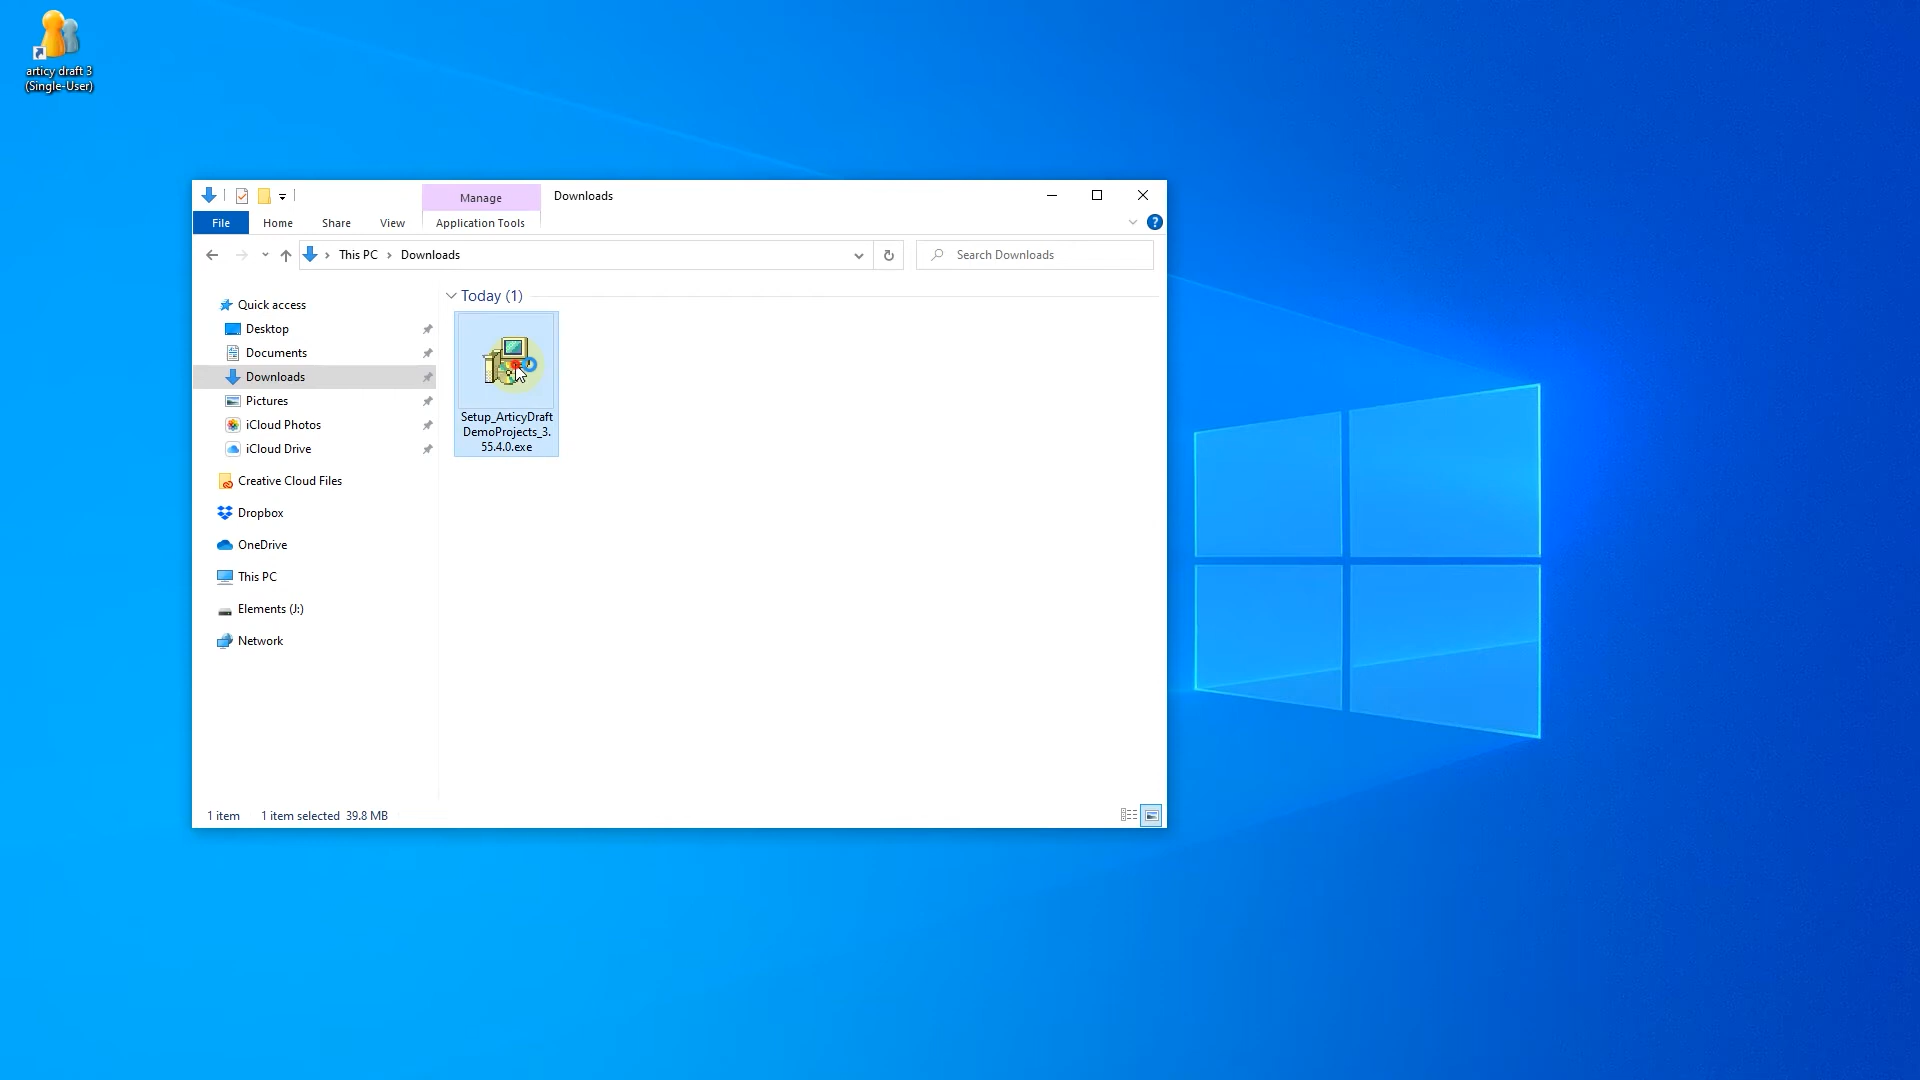 articy draft 3
(Single-User)
Manage
Downloads
File
Home
Share
View
Application Tools
?
This PC
Downloads
Search Downloads
Quick access
Desktop
Documents
Downloads
Pictures
iCloud Photos
iCloud Drive
Creative Cloud Files
Dropbox
OneDrive
This PC
Elements (J:)
Network
Today (1)
Setup_ArticyDraft
DemoProjects_3.
55.4.0.exe
1 item
1 item selected 39.8 MB